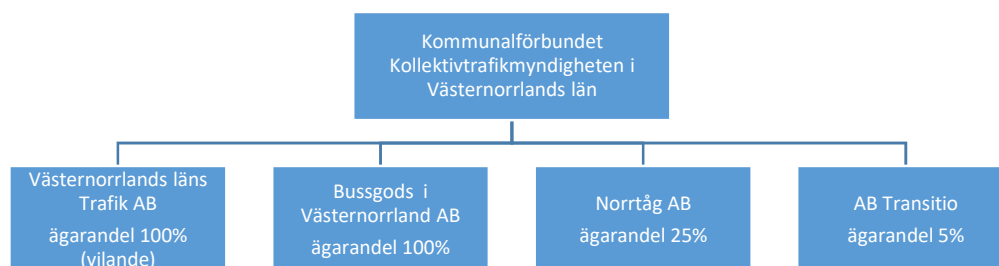 Kommunalförbundet
Kollektivtrafikmyndigheten i
Västernorrlands län
Västernorrlands läns
Trafik AB
ägarandel 100%
(vilande)
Bussgods i
Västernorrland AB
ägarandel 100%
Norrtåg AB
ägarandel 25%
AB Transitio
ägarandel 5%